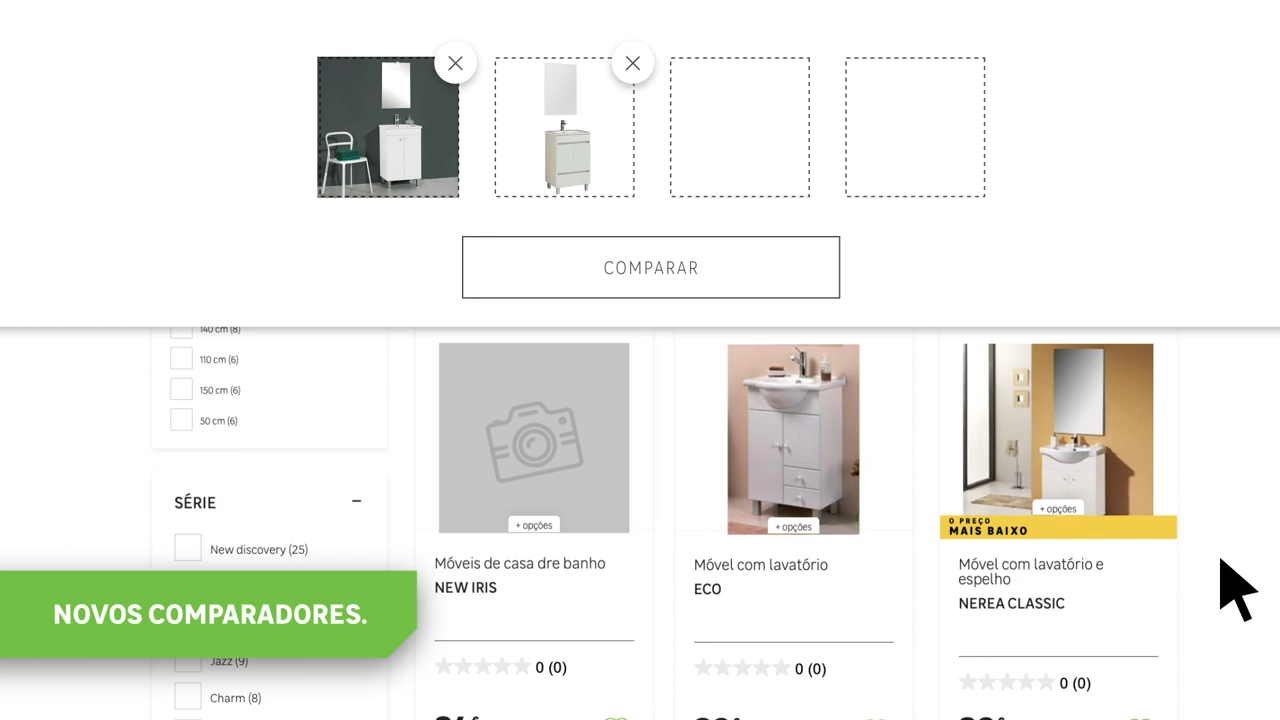 COMPARAR
140 cm (8)
110 cm (6)
150 cm (6)
50 cm (6)
SÉRIE
New discovery (25)
NOVOS COMPARADORES.
Jazz (9)
Charm (8)
+ opções
Móveis de casa dre banho
NEW IRIS
0 (0)
+ opções
Móvel com lavatório
ECO
0 (0)
+ opções
O PREÇO
MAIS BAIXO
Móvel com lavatório e
espelho
NEREA CLASSIC
0 (0)